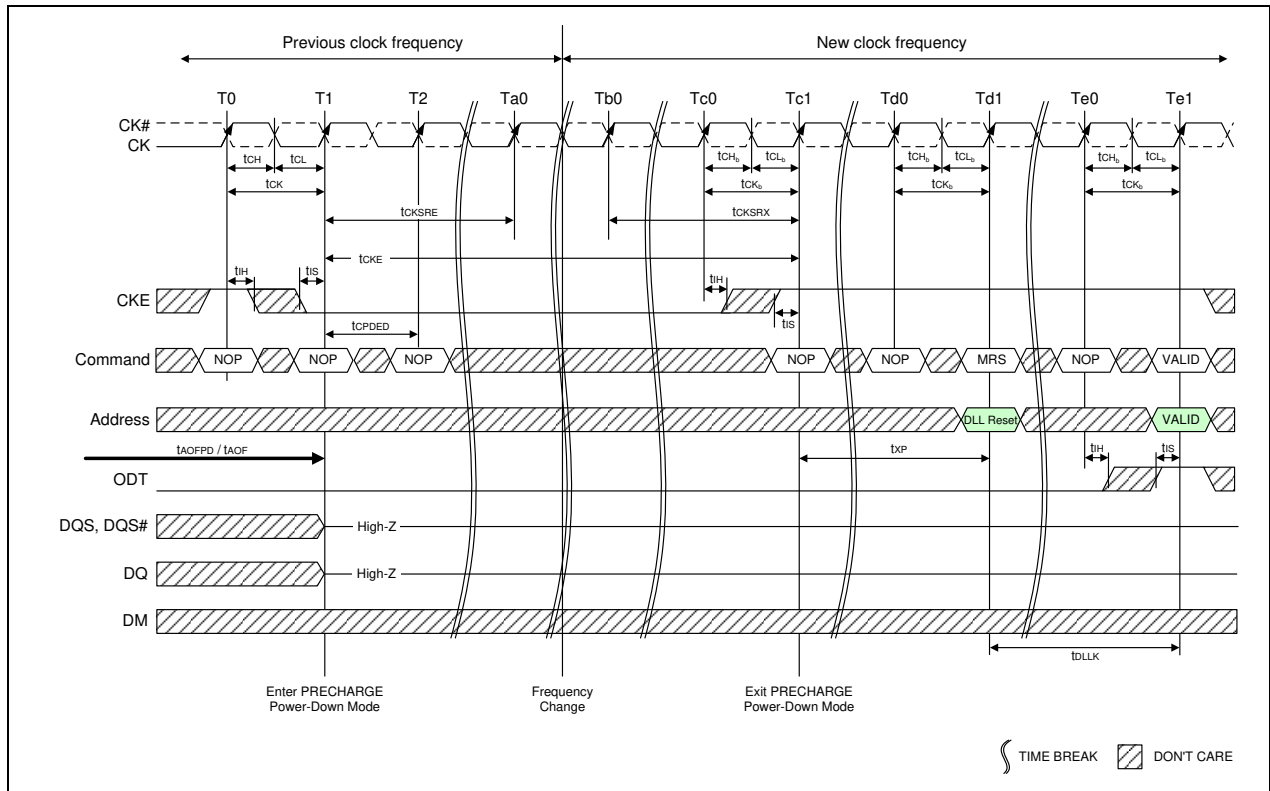 Previous clock frequency New clock frequency
T0 T1 T2 Ta0 Tb0 Tc0 Tc1 Td0 Td1 Te0 Te1
CK#
CK
tCH tCL tCHb tCLb tCHb tCLb tCHb tCLb
tCK tCKb tCKb tCKb
tCKSRE tCKSRX
tCKE
tIH tIS tIH
CKE
tIS
tCPDED
Command NOP NOP NOP NOP NOP MRS NOP VALID
Address DLL Reset VALID
tAOFPD / tAOF tXP tIH tIS
ODT
DQS, DQS# High-Z
DQ High-Z
DM
tDLLK
Enter PRECHARGE Frequency Exit PRECHARGE
Power-Down Mode Change Power-Down Mode
TIME BREAK DON'T CARE